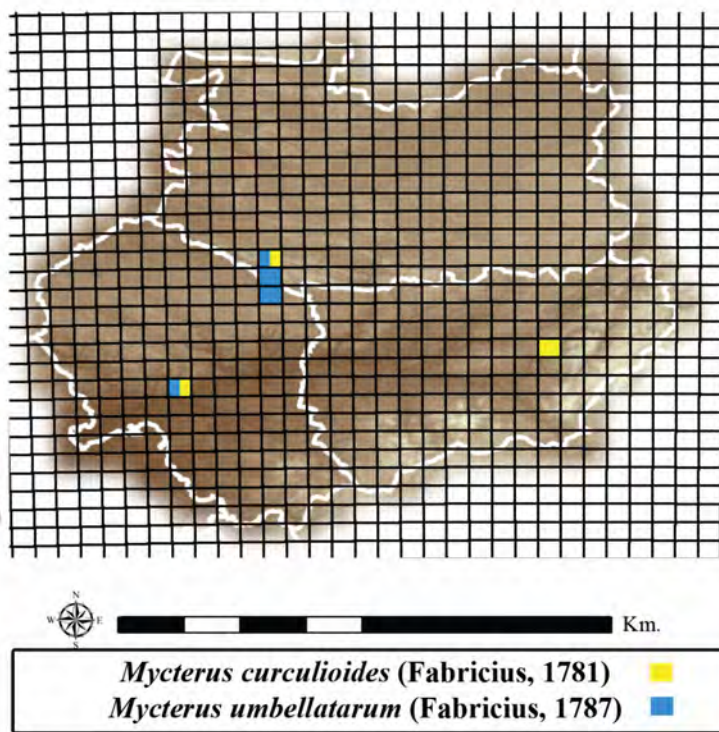 N
W E
S
Km.
Mycterus curculioides (Fabricius, 1781)
Mycterus umbellatarum (Fabricius, 1787)